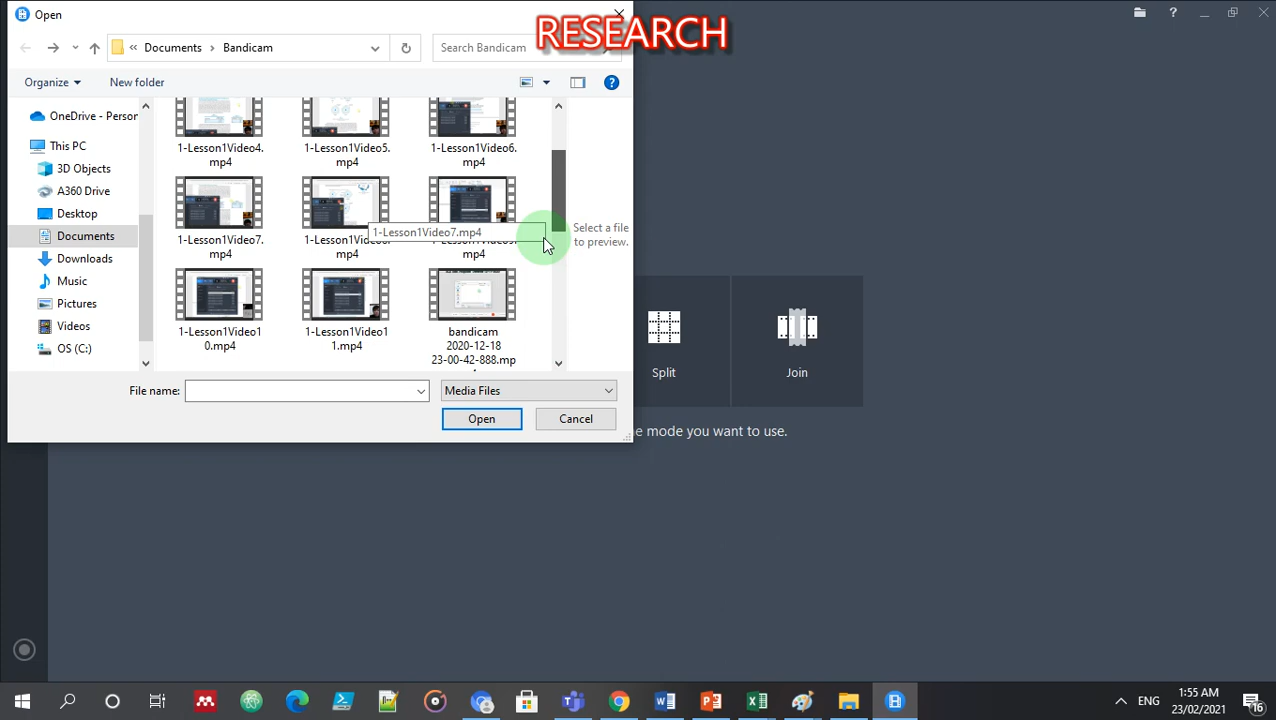 Open
RESEARCH
Documents
Bandicam
Search Bandicam
Organize
New folder
OneDrive - Person
This PC
3D Objects
A360 Drive
Desktop
Documents
Downloads
Music
Pictures
Videos
OS (C:)
1-Lesson1Video4.
mp4
1-Lesson1Video5.
mp4
1-Lesson1Video6.
mp4
1-Lesson1Video7.
mp4
mp4
mp4
1-Lesson1Video7.mp4
1-Lesson1Video1
0.mp4
1-Lesson1Video1
1.mp4
bandicam
2020-12-18
23-00-42-888.mp
Select a file
to preview.
File name:
Media Files
Open
Cancel
Split
Join
e mode you want to use.
ENG
1:55 AM
23/02/2021
16